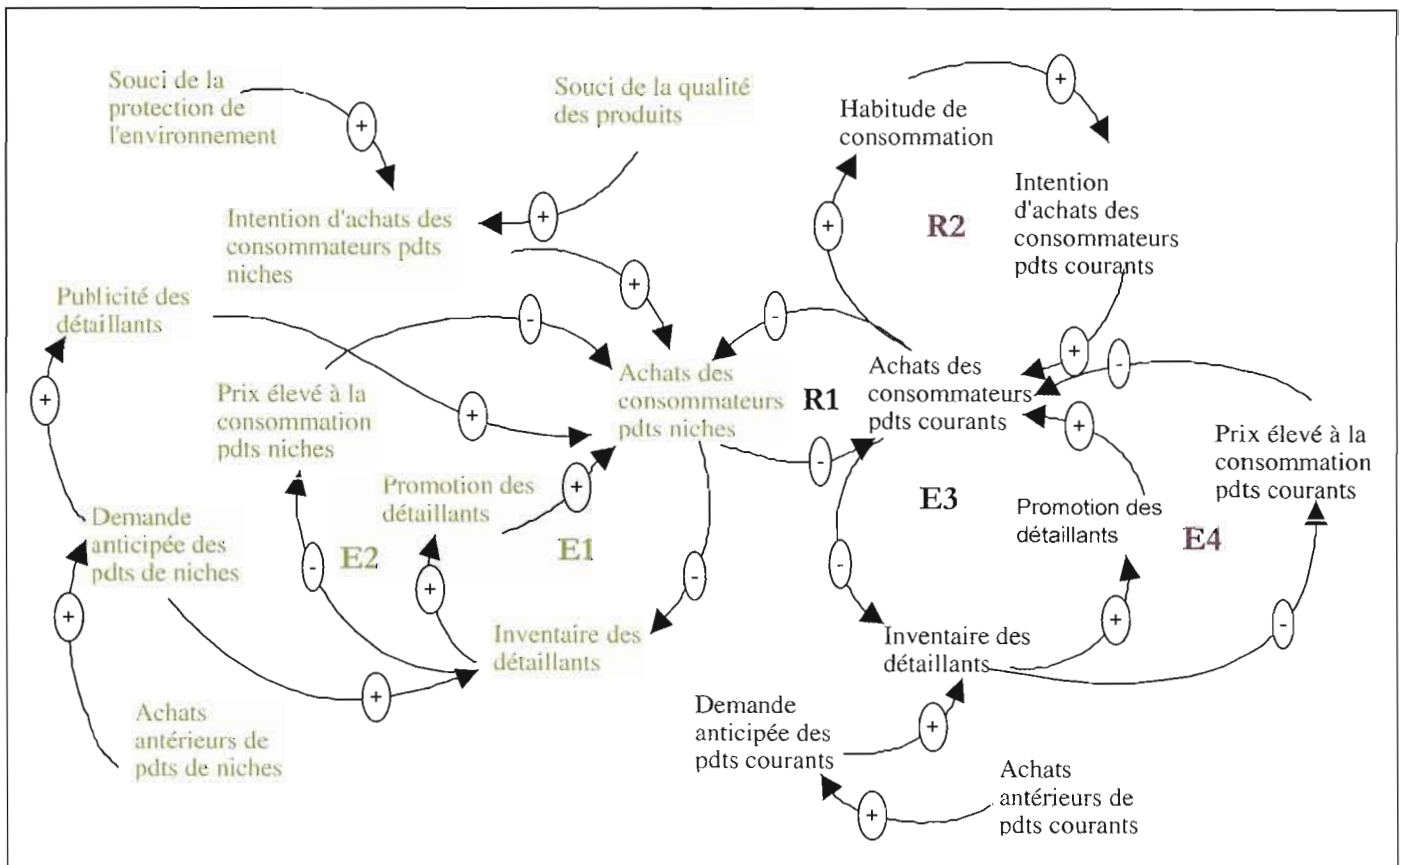 Souci de la
protection de
l'environnement
Souci de la qualité
des produits
Habitude de
consommation
+
+
Intention d'achats des
consommateurs pdts
niches
+
+
Intention
d'achats des
consommateurs
pdts courants
R2
+
Publicité des
détaillants
+
-
-
+
-
Prix élevé à la
consommation
pdts niches
Achats des
consommateurs
pdts niches
R1
Achats des
consommateurs
pdts courants
+
+
+
-
Prix élevé à la
consommation
pdts courants
Promotion des
détaillants
+
E3
Promotion des
détaillants
E4
Demande
anticipée des
pdts de niches
-
E2
E1
+
-
-
+
+
-
Inventaire des
détaillants
Inventaire des
détaillants
+
Achats
antérieurs de
pdts de niches
Demande
anticipée des
pdts courants
+
Achats
antérieurs de
pdts courants
+